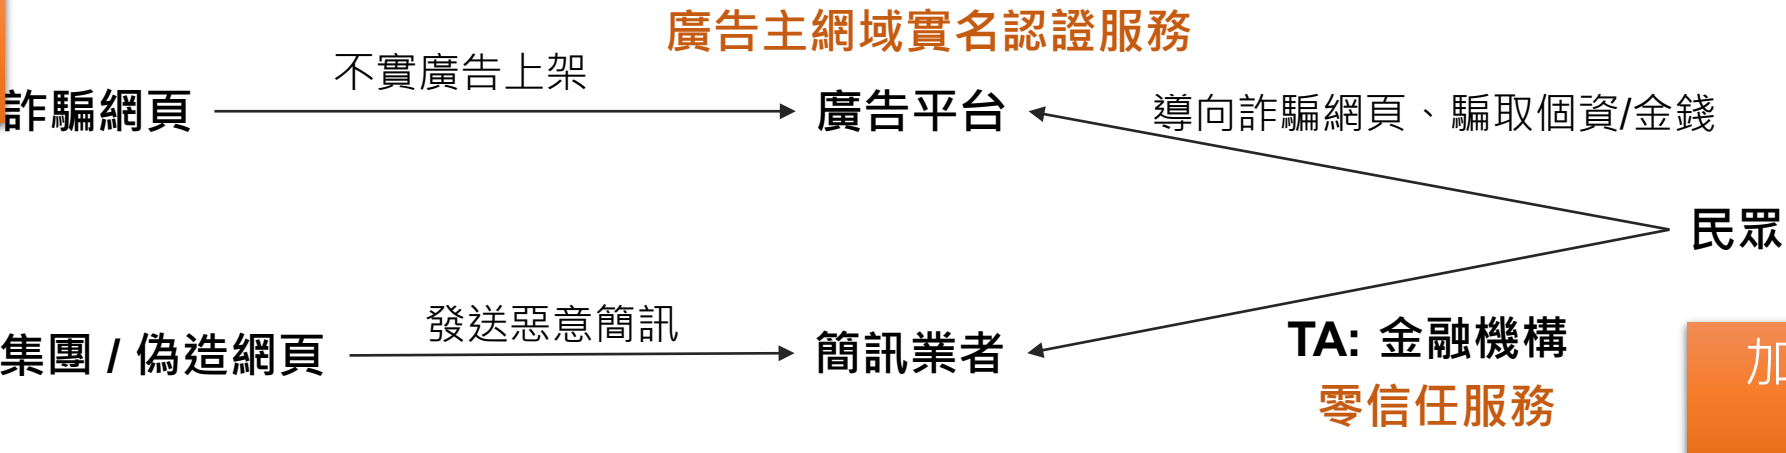 廣告主網域實名認證服務
不實廣告上架
詐騙網頁
廣告平台
導向詐騙網頁、騙取個資/金錢
民眾
發送惡意簡訊
集團 / 偽造網頁
簡訊業者
TA: 金融機構
零信任服務
加